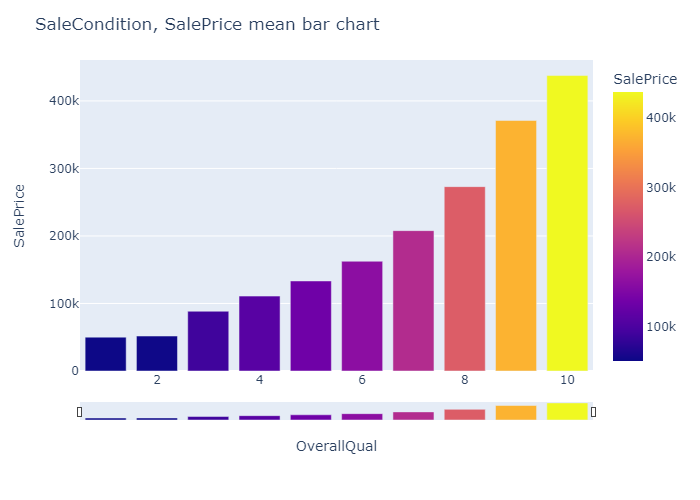 SaleCondition, SalePrice mean bar chart
SalePrice
400k
300k
200k
100k
0
2 4 6 8 10
OverallQual
SalePrice
400k
300k
200k
100k